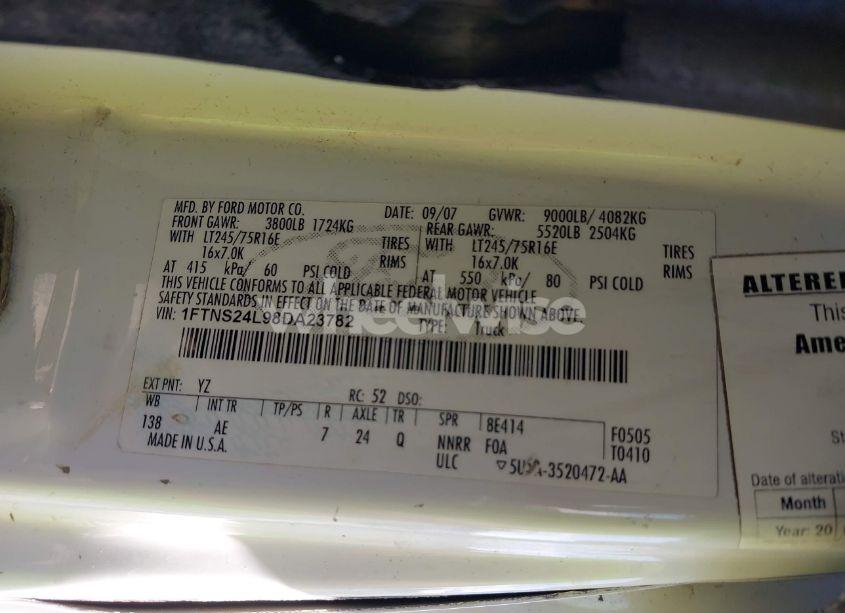 MFD. BY FORD MOTOR CO. DATE: 09/07 GVWR: 9000LB/ 4082KG
FRONT GAWR: 3800LB 1724KG REAR GAWR: 5520LB 2504KG
WITH LT245/75R16E TIRES WITH LT245/75R16E TIRES
16x7.0K RIMS 16x7.0K RIMS
AT 415 kPa/ 60 PSI COLD AT 550 kPa/ 80 PSI COLD
THIS VEHICLE CONFORMS TO ALL APPLICABLE FEDERAL MOTOR VEHICLE
SAFETY STANDARDS IN EFFECT ON THE DATE OF MANUFACTURE SHOWN ABOVE.
VIN: 1FTNS24L98DA23782 TYPE: Truck
EXT PNT: YZ RC: 52 DSO:
WB INT TR TP/PS R AXLE TR SPR 8E414 F0505
138 AE 7 24 Q NNRR FOA T0410
MADE IN U.S.A. ULC
-3520472-AA
ALTERE
This
Ame
Date of alterati
Month
Year: 20